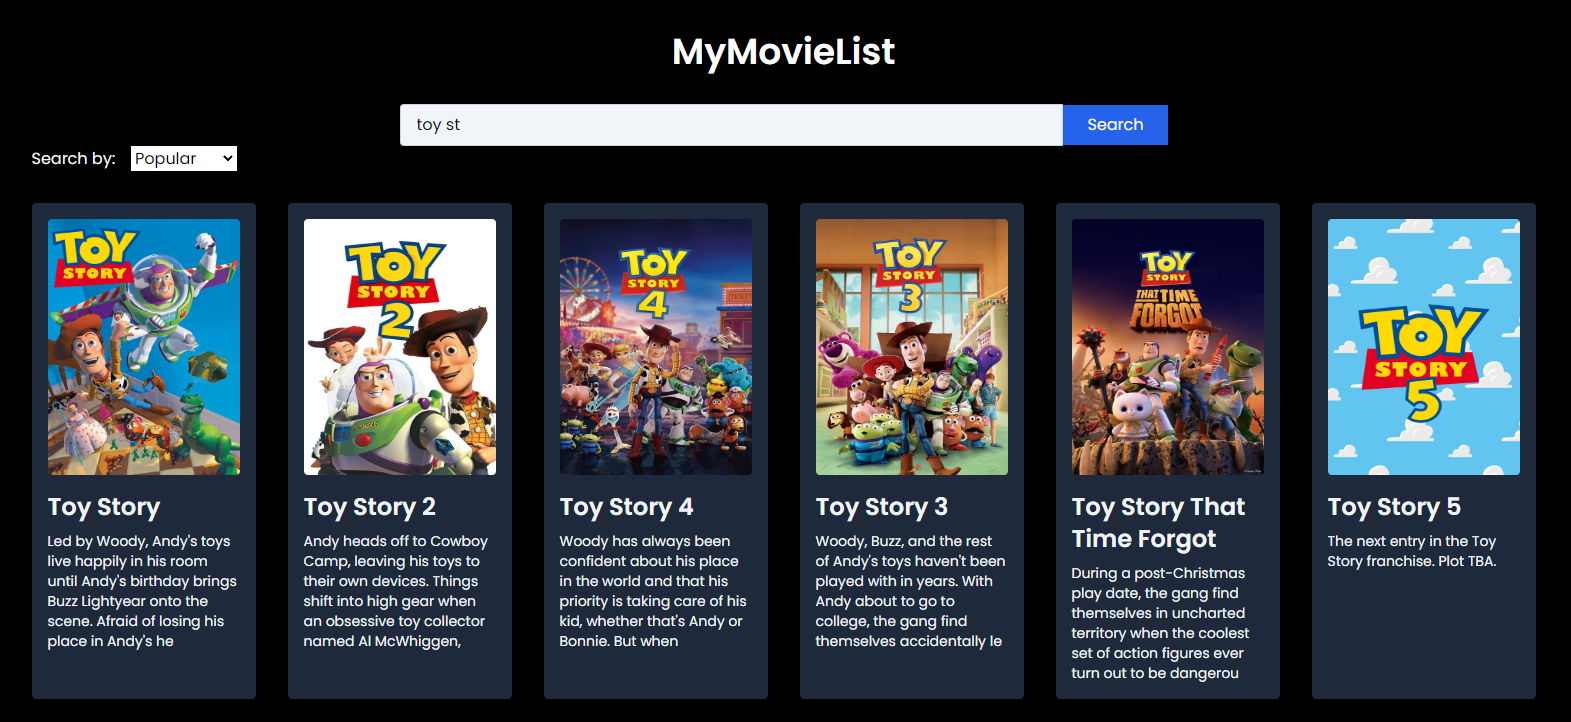 MyMovieList
toy st
Search
Search by:
Popular
TOY
STORY
Toy Story
Led by Woody, Andy's toys
live happily in his room
until Andy's birthday brings
Buzz Lightyear onto the
scene. Afraid of losing his
place in Andy's he
TOY
STORY
2
Toy Story 2
Andy heads off to Cowboy
Camp, leaving his toys to
their own devices. Things
shift into high gear when
an obsessive toy collector
named Al McWhiggen,
TOY
STORY
4
TICKETS
Toy Story 4
Woody has always been
confident about his place
in the world and that his
priority is taking care of his
kid, whether that's Andy or
Bonnie. But when
TOY
STORY
3
Toy Story 3
Woody, Buzz, and the rest
of Andy's toys haven't been
played with in years. With
Andy about to go to
college, the gang find
themselves accidentally le
TOY
STORY
THAT TIME
FORGOT
Toy Story That
Time Forgot
During a post-Christmas
play date, the gang find
themselves in uncharted
territory when the coolest
set of action figures ever
turn out to be dangerou
TOY
STORY
5
Toy Story 5
The next entry in the Toy
Story franchise. Plot TBA.